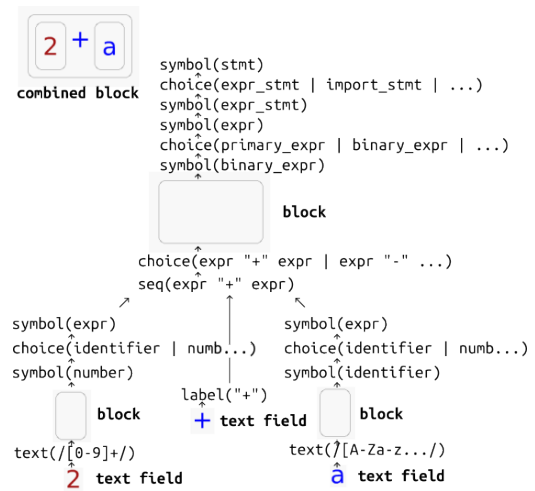 2 + a
combined block
symbol(stmt)
choice(expr_stmt | import_stmt | ...)
symbol(expr_stmt)
symbol(expr)
choice(primary_expr | binary_expr | ...)
symbol(binary_expr)
block
choice(expr "+" expr | expr "-" ...)
seq(expr "+" expr)
symbol(expr) symbol(expr)
choice(identifier | numb...) choice(identifier | num...)
symbol(number) symbol(identifier)
label("+")
block + text field block
text(/[0-9]+/) text(/[A-Za-z.../)
2 text field a text field